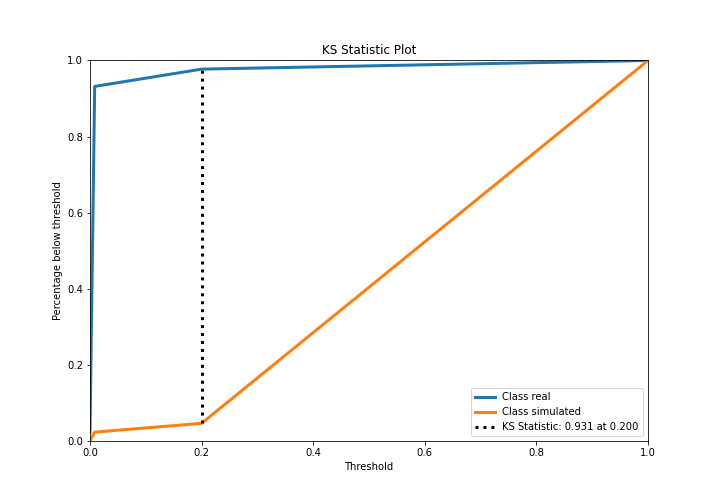 KS Statistic Plot
1.0
0.8
0.6
0.4
0.2
0.0
Percentage below threshold
0.0 0.2 0.4 0.6 0.8 1.0
Threshold
Class real
Class simulated
KS Statistic: 0.931 at 0.200